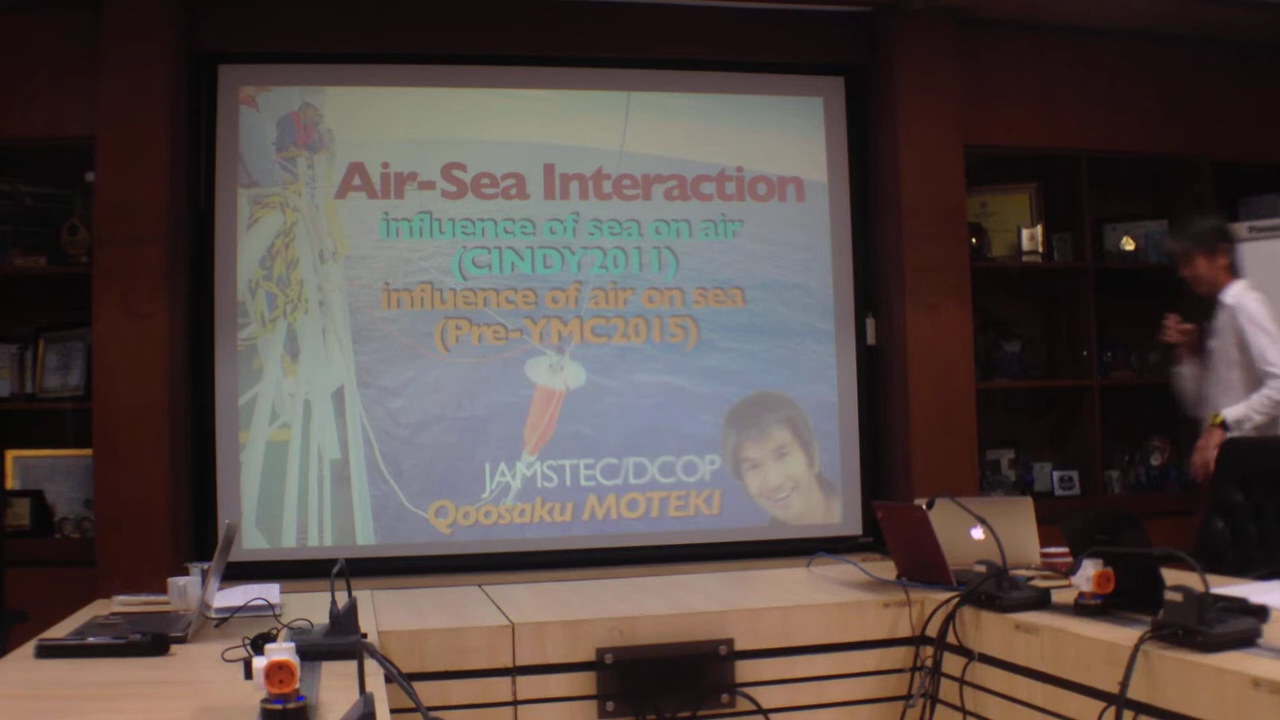 Air-Sea Interaction
influence of sea on air
(CINDY2011)
influence of air on sea
(Pre-YMC2015)
JAMSTEC/DCOP
Qoosaku MOTEKI